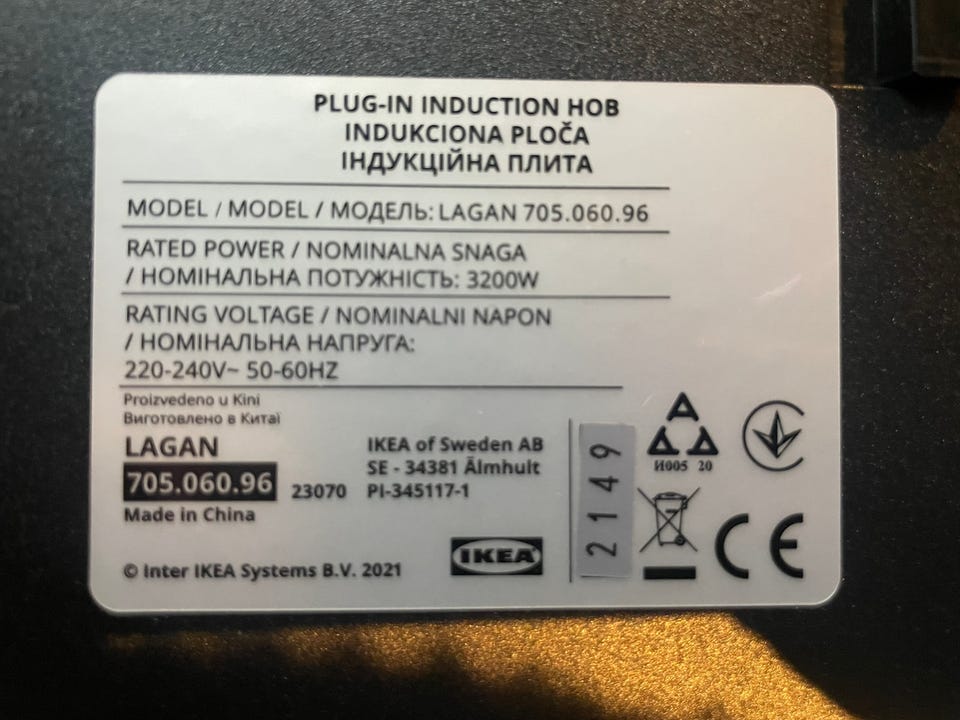 PLUG-IN INDUCTION HOB
INDUKCIONA PLOČA
ІНДУКЦІЙНА ПЛИТА
MODEL / MODEL / МОДЕЛЬ: LAGAN 705.060.96
RATED POWER / NOMINALNA SNAGA
/ НОМІНАЛЬНА ПОТУЖНІСТЬ: 3200W
RATING VOLTAGE / NOMINALNI NAPON
/ НОМІНАЛЬНА НАПРУГА:
220-240V~ 50-60HZ
Proizvedeno u Kini
Виготовлено в Китаї
LAGAN
705.060.96
Made in China
23070
IKEA of Sweden AB
SE - 34381 Älmhult
PI-345117-1
© Inter IKEA Systems B.V. 2021
IKEA
2149
AAA
И005 20
CE